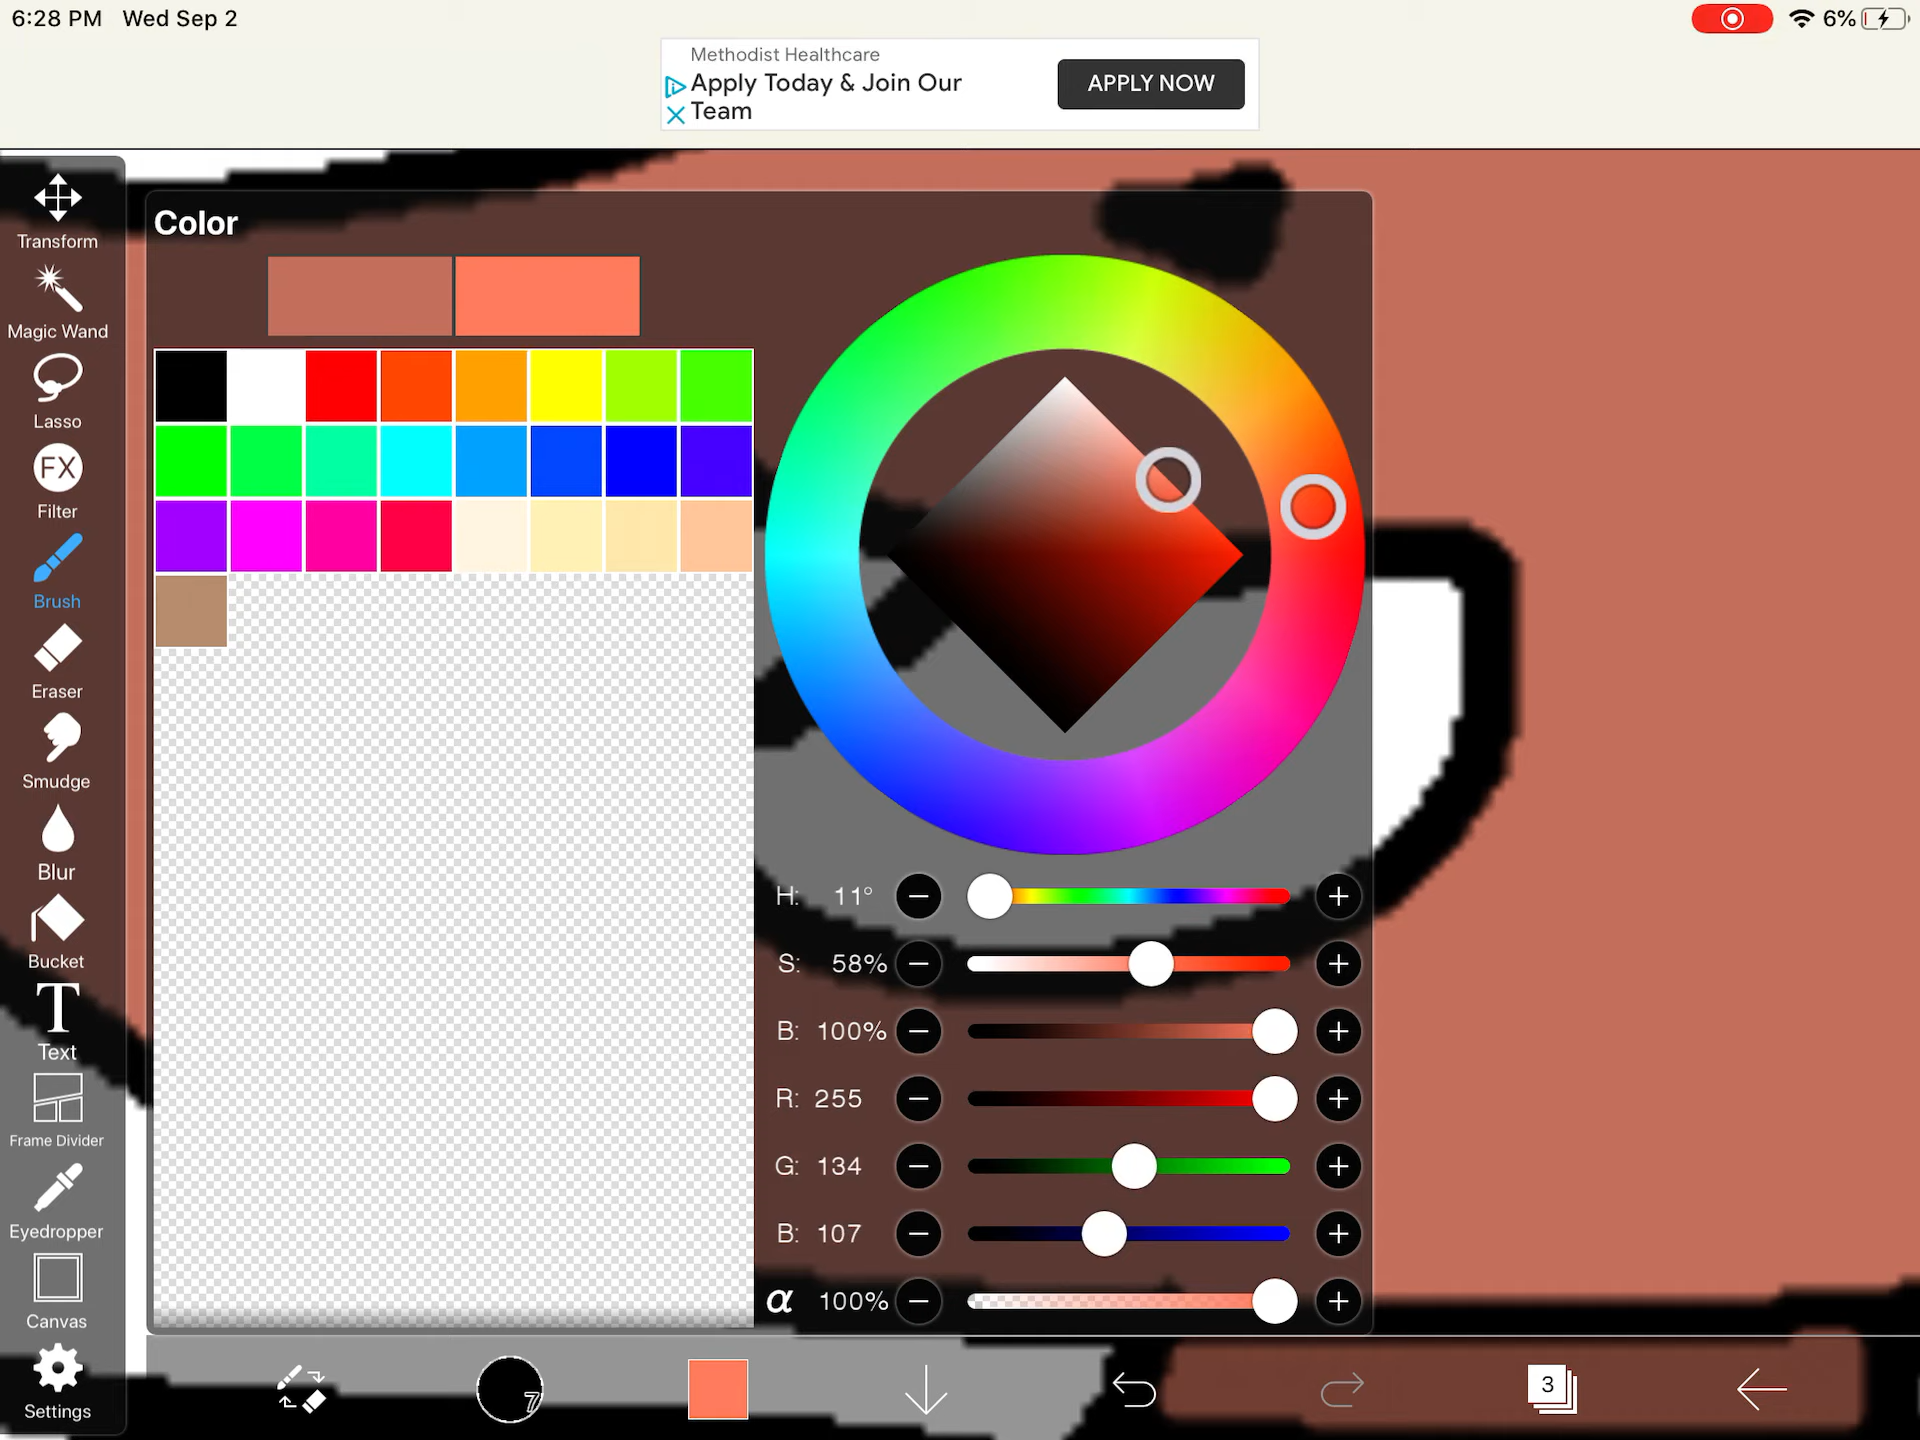 6:28 PM Wed Sep 2
6%
Methodist Healthcare
Apply Today & Join Our
Team
APPLY NOW
Color
Transform
Magic Wand
Lasso
FX
Filter
Brush
Eraser
Smudge
Blur
Bucket
T
Text
Frame Divider
Eyedropper
Canvas
Settings
H: 11°
S: 58%
B: 100%
R: 255
G: 134
B: 107
α 100%
7
3